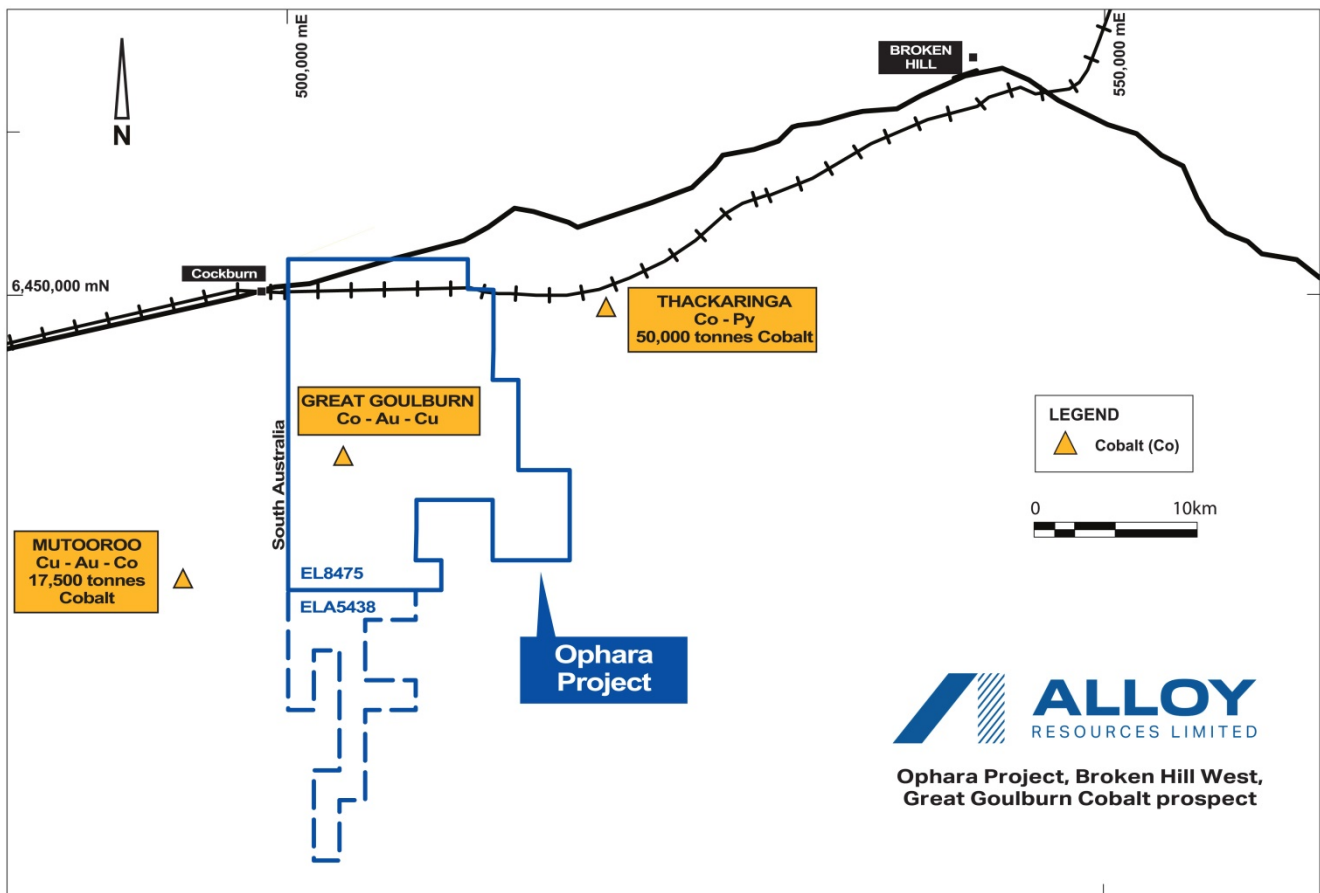 500,000 mE
550,000 mE
BROKEN
HILL
N
Cockburn
6,450,000 mN
THACKARINGA
Co - Py
50,000 tonnes Cobalt
GREAT GOULBURN
Co - Au - Cu
LEGEND
Cobalt (Co)
South Australia
0 10km
MUTOOROO
Cu - Au - Co
17,500 tonnes
Cobalt
EL8475
ELA5438
Ophara
Project
ALLOY
RESOURCES LIMITED
Ophara Project, Broken Hill West,
Great Goulburn Cobalt prospect